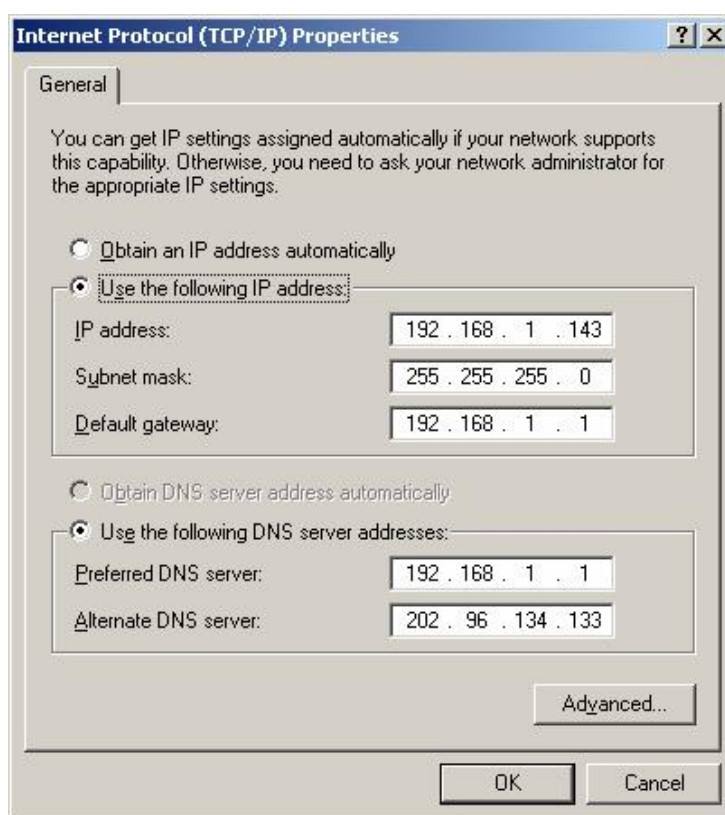 Internet Protocol (TCP/IP) Properties
General
You can get IP settings assigned automatically if your network supports
this capability. Otherwise, you need to ask your network administrator for
the appropriate IP settings.
Obtain an IP address automatically
Use the following IP address:
IP address: 192 . 168 . 1 . 143
Subnet mask: 255 . 255 . 255 . 0
Default gateway: 192 . 168 . 1 . 1
Obtain DNS server address automatically
Use the following DNS server addresses:
Preferred DNS server: 192 . 168 . 1 . 1
Alternate DNS server: 202 . 96 . 134 . 133
Advanced...
OK Cancel